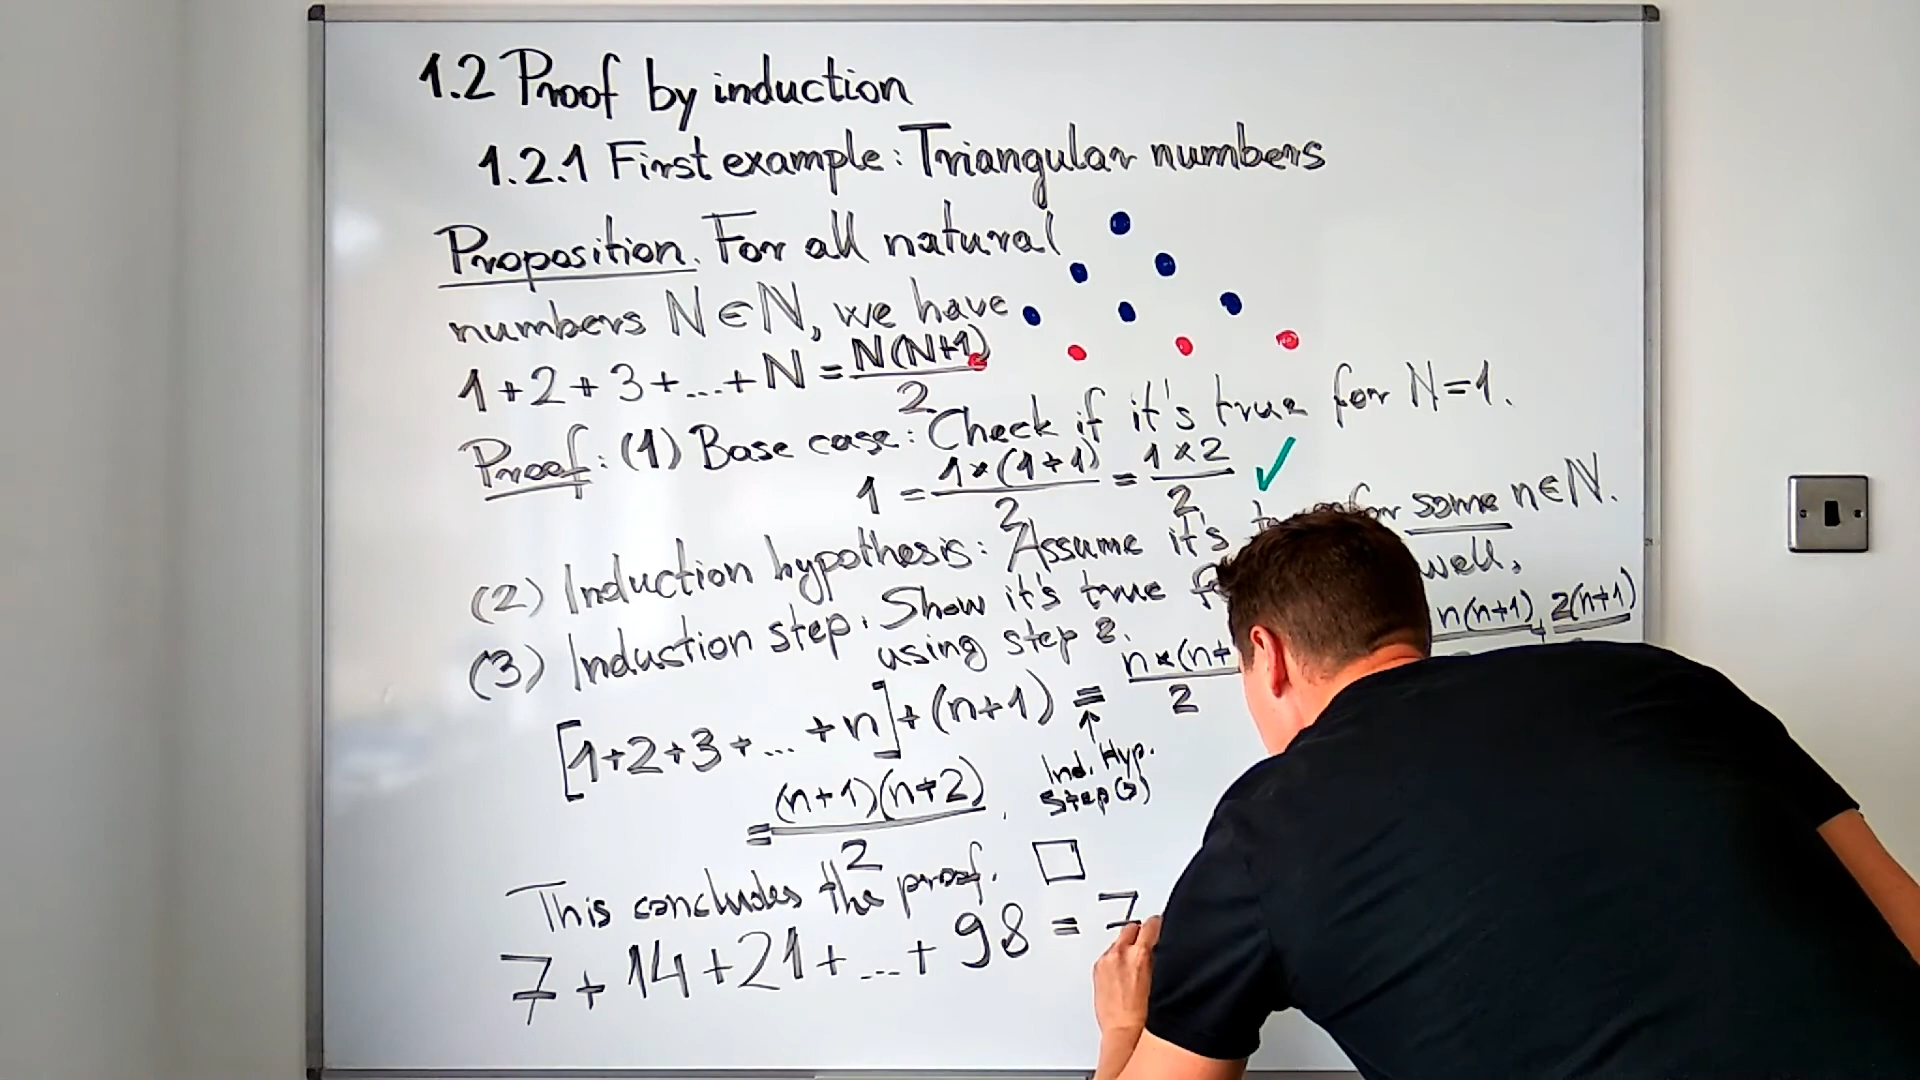 1.2 Proof by induction
1.2.1 First example: Triangular numbers
Proposition. For all natural
numbers N∈ℕ, we have
1+2+3+...+N = N(N+1)/2
Proof: (1) Base case: Check if it's true for N=1.
1 = 1×(1+1)/2 = 1×2/2 ✓
(2) Induction hypothesis: Assume it's for some n∈ℕ.
(3) Induction step: Show it's true well,
using step 2.
[1+2+3+...+n]+(n+1) = n×(n+ /2 n(n+1) + 2(n+1)
Ind. Hyp.
Step(2)
= (n+1)(n+2)/2.
This concludes the proof. □
7+14+21+...+98 = 7